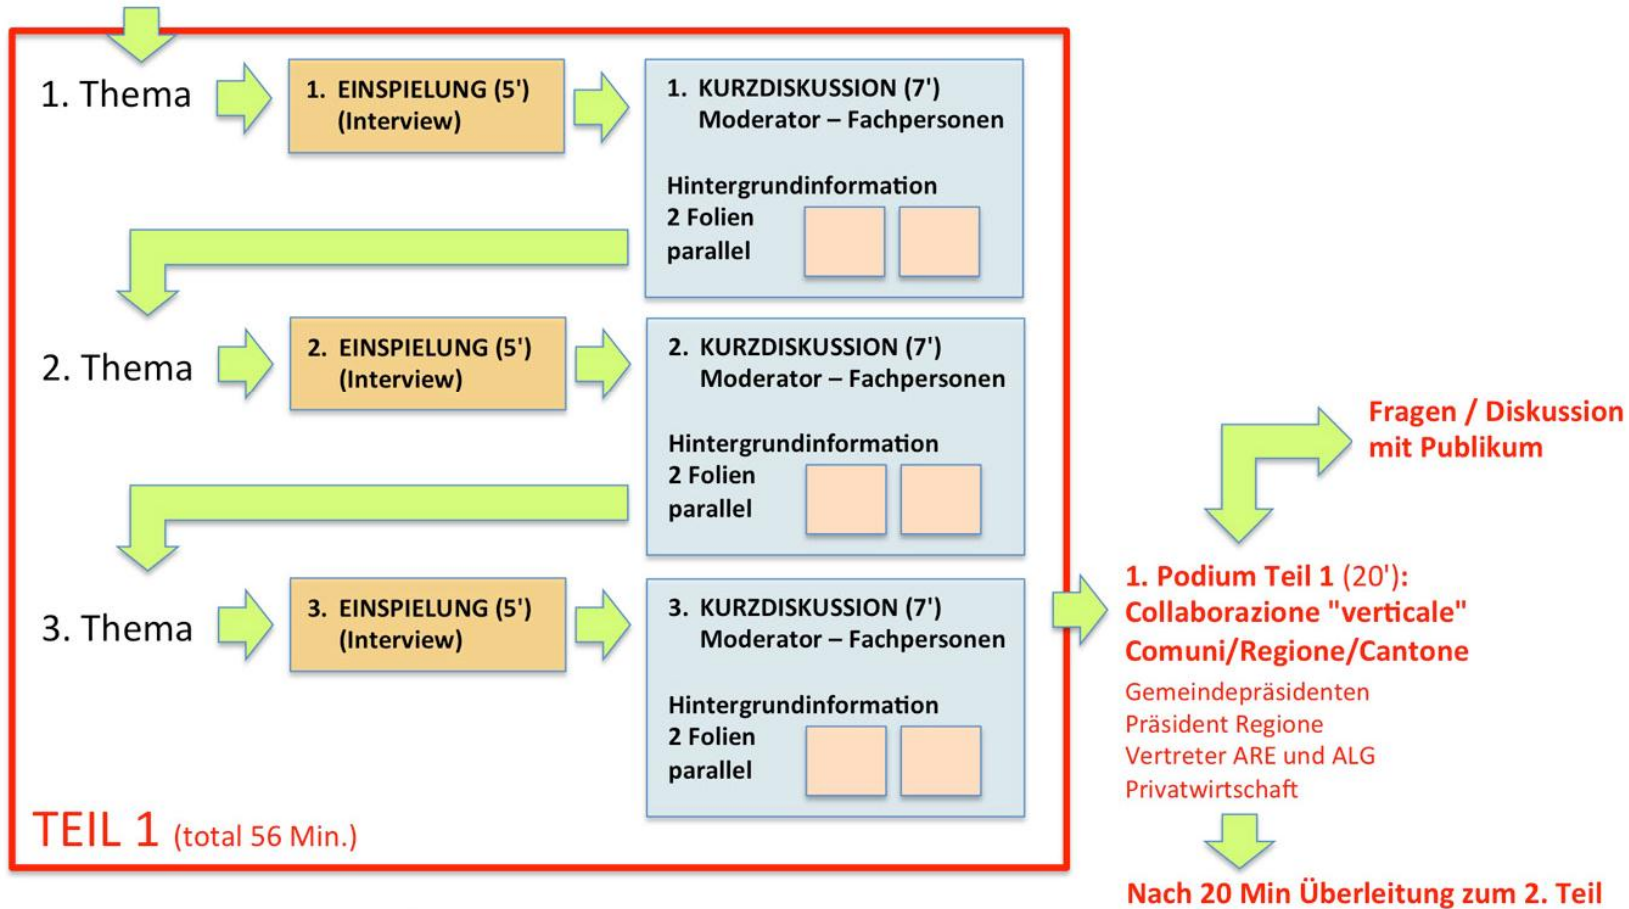 1. Thema
1. EINSPIELUNG (5')
(Interview)
1. KURZDISKUSSION (7')
Moderator – Fachpersonen
Hintergrundinformation
2 Folien
parallel
2. Thema
2. EINSPIELUNG (5')
(Interview)
2. KURZDISKUSSION (7')
Moderator – Fachpersonen
Hintergrundinformation
2 Folien
parallel
3. Thema
3. EINSPIELUNG (5')
(Interview)
3. KURZDISKUSSION (7')
Moderator – Fachpersonen
Hintergrundinformation
2 Folien
parallel
TEIL 1 (total 56 Min.)
Fragen / Diskussion
mit Publikum
1. Podium Teil 1 (20'):
Collaborazione "verticale"
Comuni/Regione/Cantone
Gemeindepräsidenten
Präsident Regione
Vertreter ARE und ALG
Privatwirtschaft
Nach 20 Min Überleitung zum 2. Teil